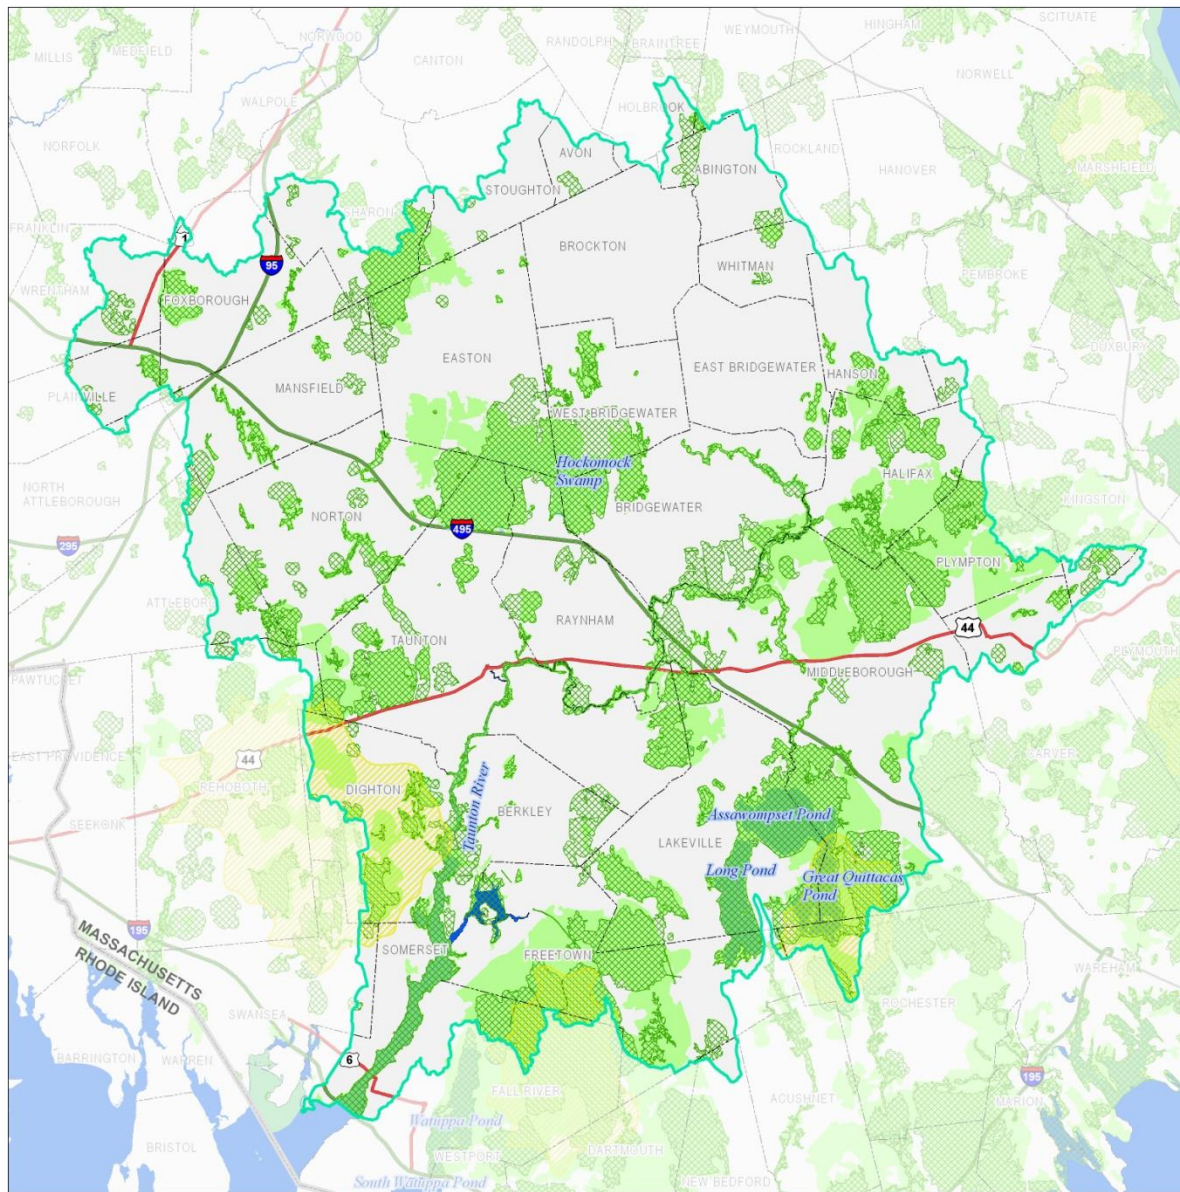 SCITUATE
HINGHAM
WEYMOUTH
NORWOOD
RANDOLPH
BRAINTREE
MILLIS
MEDFIELD
CANTON
NORWELL
WALPOLE
HOLBROOK
ROCKLAND
NORFOLK
AVON
HANOVER
ABINGTON
MARSHFIELD
STOUGHTON
SHARON
FRANKLIN
1
BROCKTON
95
WHITMAN
PEMBROKE
WRENTHAM
FOXBOROUGH
DUXBURY
EASTON
EAST BRIDGEWATER
HANSON
MANSFIELD
PLAINVILLE
WEST BRIDGEWATER
Hockomock
Swamp
HALIFAX
NORTH
ATTLEBOROUGH
KINGSTON
BRIDGEWATER
NORTON
495
295
PLYMPTON
ATTLEBORO
RAYNHAM
44
TAUNTON
PLYMOUTH
MIDDLEBOROUGH
PAWTUCKET
EAST PROVIDENCE
44
CARVER
REHOBOTH
DIGHTON
Taunton River
BERKLEY
Assawompset Pond
SEEKONK
LAKEVILLE
Long Pond
Great Quittacas
Pond
195
MASSACHUSETTS
RHODE ISLAND
SOMERSET
FREETOWN
WAREHAM
ROCHESTER
SWANSEA
BARRINGTON
WARREN
6
195
FALL RIVER
ACUSHNET
MARION
Watuppa Pond
BRISTOL
WESTPORT
DARTMOUTH
South Watuppa Pond
NEW BEDFORD